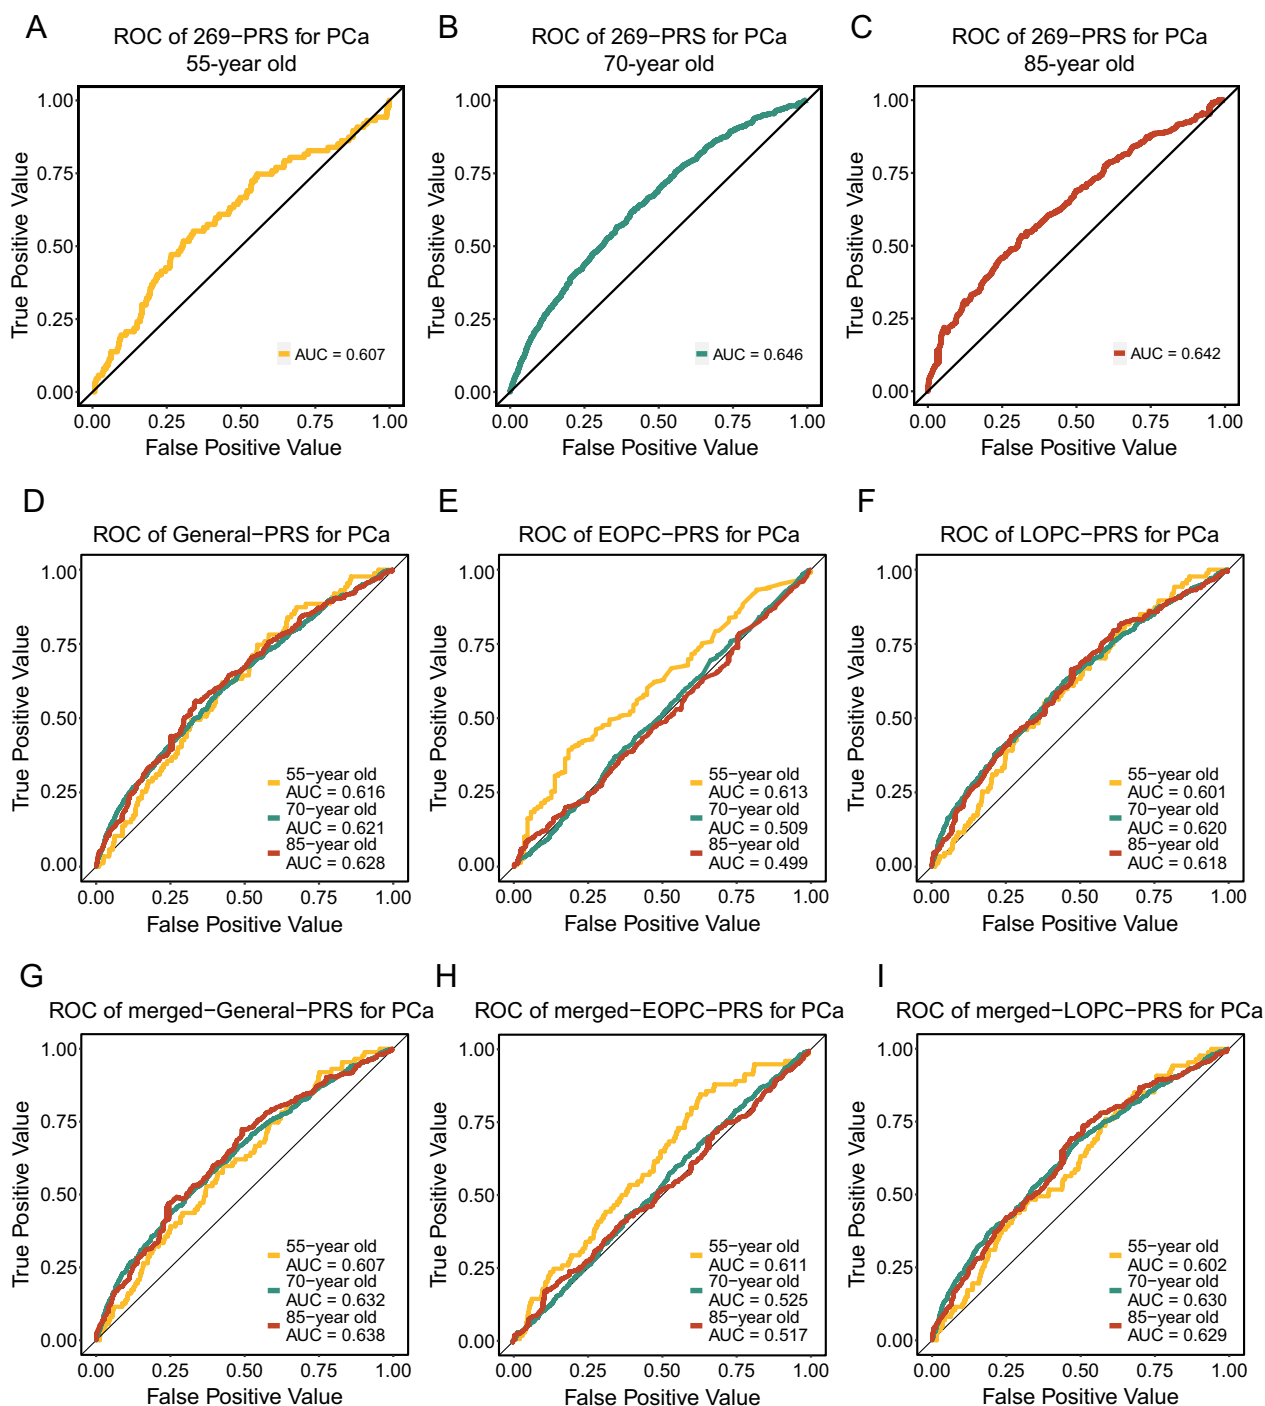 A
ROC of 269−PRS for PCa
55-year old
1.00
0.75
0.50
0.25
0.00
True Positive Value
AUC = 0.607
0.00 0.25 0.50 0.75 1.00
False Positive Value
B
ROC of 269−PRS for PCa
70-year old
1.00
0.75
0.50
0.25
0.00
True Positive Value
AUC = 0.646
0.00 0.25 0.50 0.75 1.00
False Positive Value
C
ROC of 269−PRS for PCa
85-year old
1.00
0.75
0.50
0.25
0.00
True Positive Value
AUC = 0.642
0.00 0.25 0.50 0.75 1.00
False Positive Value
D
ROC of General−PRS for PCa
1.00
0.75
0.50
0.25
0.00
True Positive Value
55−year old
AUC = 0.616
70−year old
AUC = 0.621
85−year old
AUC = 0.628
0.00 0.25 0.50 0.75 1.00
False Positive Value
E
ROC of EOPC−PRS for PCa
1.00
0.75
0.50
0.25
0.00
True Positive Value
55−year old
AUC = 0.613
70−year old
AUC = 0.509
85−year old
AUC = 0.499
0.00 0.25 0.50 0.75 1.00
False Positive Value
F
ROC of LOPC−PRS for PCa
1.00
0.75
0.50
0.25
0.00
True Positive Value
55−year old
AUC = 0.601
70−year old
AUC = 0.620
85−year old
AUC = 0.618
0.00 0.25 0.50 0.75 1.00
False Positive Value
G
ROC of merged−General−PRS for PCa
1.00
0.75
0.50
0.25
0.00
True Positive Value
55−year old
AUC = 0.607
70−year old
AUC = 0.632
85−year old
AUC = 0.638
0.00 0.25 0.50 0.75 1.00
False Positive Value
H
ROC of merged−EOPC−PRS for PCa
1.00
0.75
0.50
0.25
0.00
True Positive Value
55−year old
AUC = 0.611
70−year old
AUC = 0.525
85−year old
AUC = 0.517
0.00 0.25 0.50 0.75 1.00
False Positive Value
I
ROC of merged−LOPC−PRS for PCa
1.00
0.75
0.50
0.25
0.00
True Positive Value
55−year old
AUC = 0.602
70−year old
AUC = 0.630
85−year old
AUC = 0.629
0.00 0.25 0.50 0.75 1.00
False Positive Value